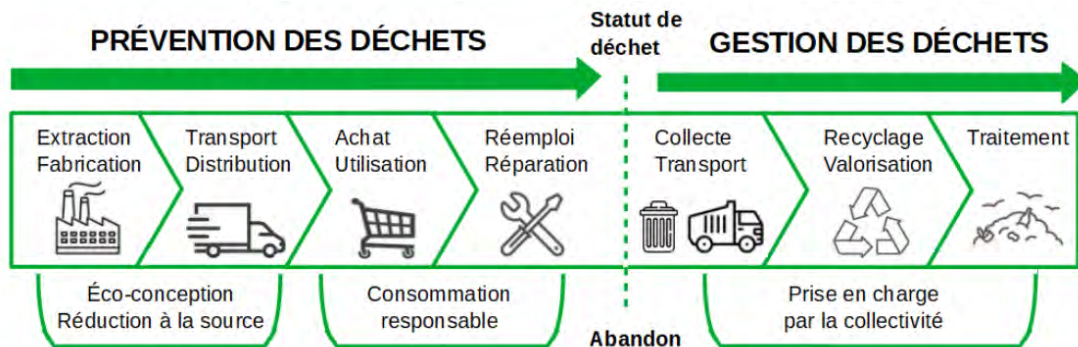 PRÉVENTION DES DÉCHETS
Statut de
déchet
GESTION DES DÉCHETS
Extraction
Fabrication
Transport
Distribution
Achat
Utilisation
Réemploi
Réparation
Collecte
Transport
Recyclage
Valorisation
Traitement
Éco-conception
Réduction à la source
Consommation
responsable
Abandon
Prise en charge
par la collectivité